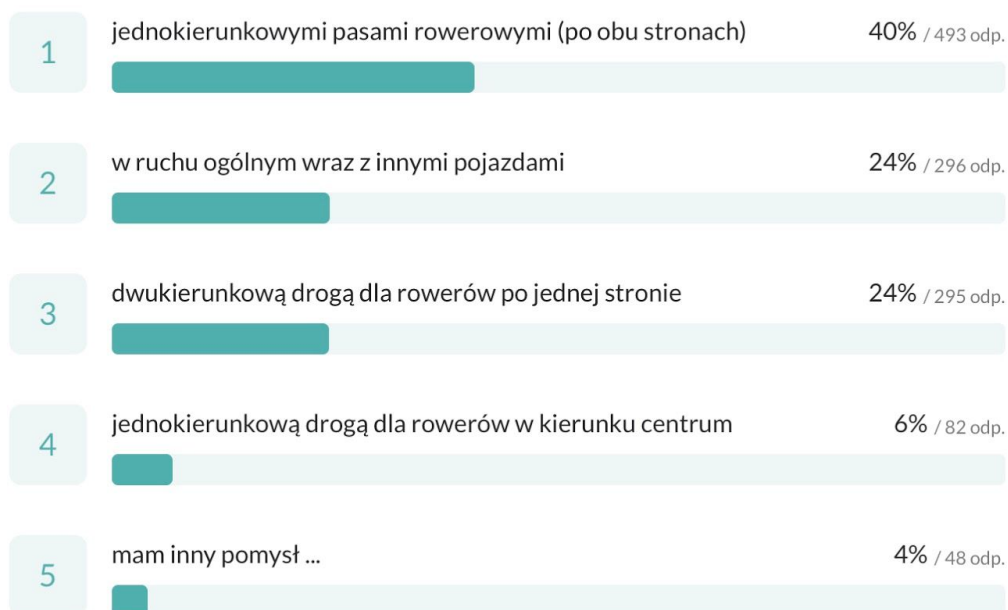 1 jednokierunkowymi pasami rowerowymi (po obu stronach) 40% / 493 odp.
2 w ruchu ogólnym wraz z innymi pojazdami 24% / 296 odp.
3 dwukierunkową drogą dla rowerów po jednej stronie 24% / 295 odp.
4 jednokierunkową drogą dla rowerów w kierunku centrum 6% / 82 odp.
5 mam inny pomysł ... 4% / 48 odp.